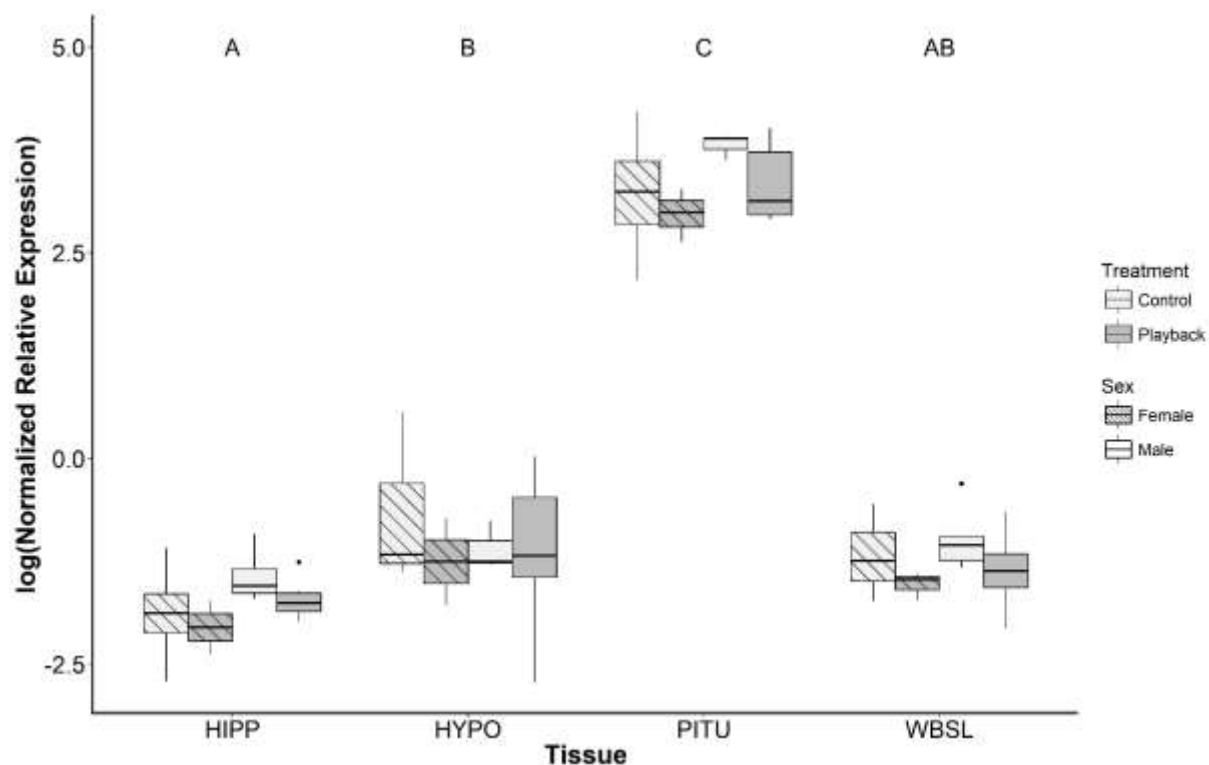 5.0
A
B
C
AB
log(Normalized Relative Expression)
2.5
Treatment
Control
Playback
Sex
Female
Male
0.0
-2.5
HIPP
HYPO
PITU
WBSL
Tissue